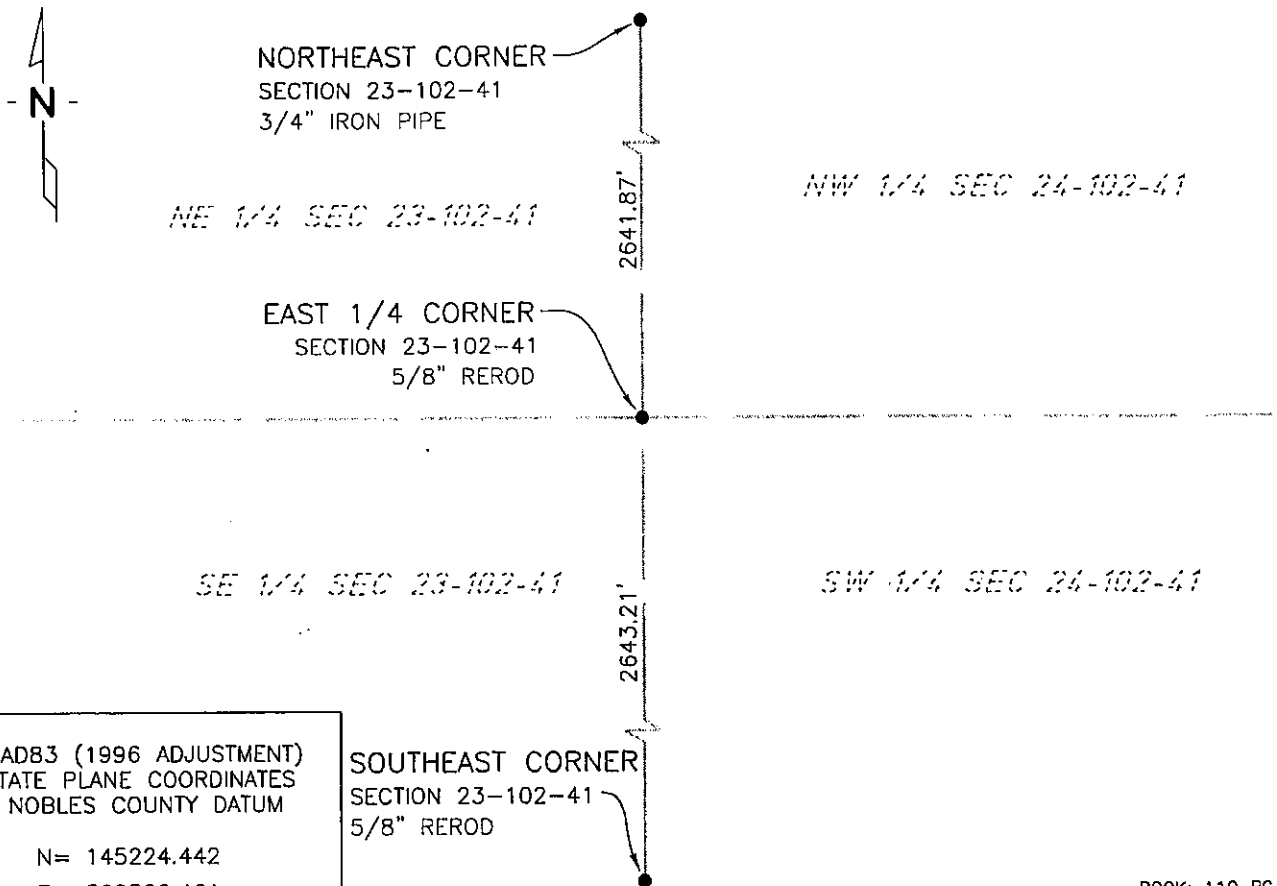 N
NORTHEAST CORNER
SECTION 23-102-41
3/4" IRON PIPE
2641.87'
NE 1/4 SEC 23-102-41
NW 1/4 SEC 24-102-41
EAST 1/4 CORNER
SECTION 23-102-41
5/8" REROD
SE 1/4 SEC 23-102-41
SW 1/4 SEC 24-102-41
2643.21'
AD83 (1996 ADJUSTMENT)
TATE PLANE COORDINATES
NOBLES COUNTY DATUM
N= 145224.442
SOUTHEAST CORNER
SECTION 23-102-41
5/8" REROD